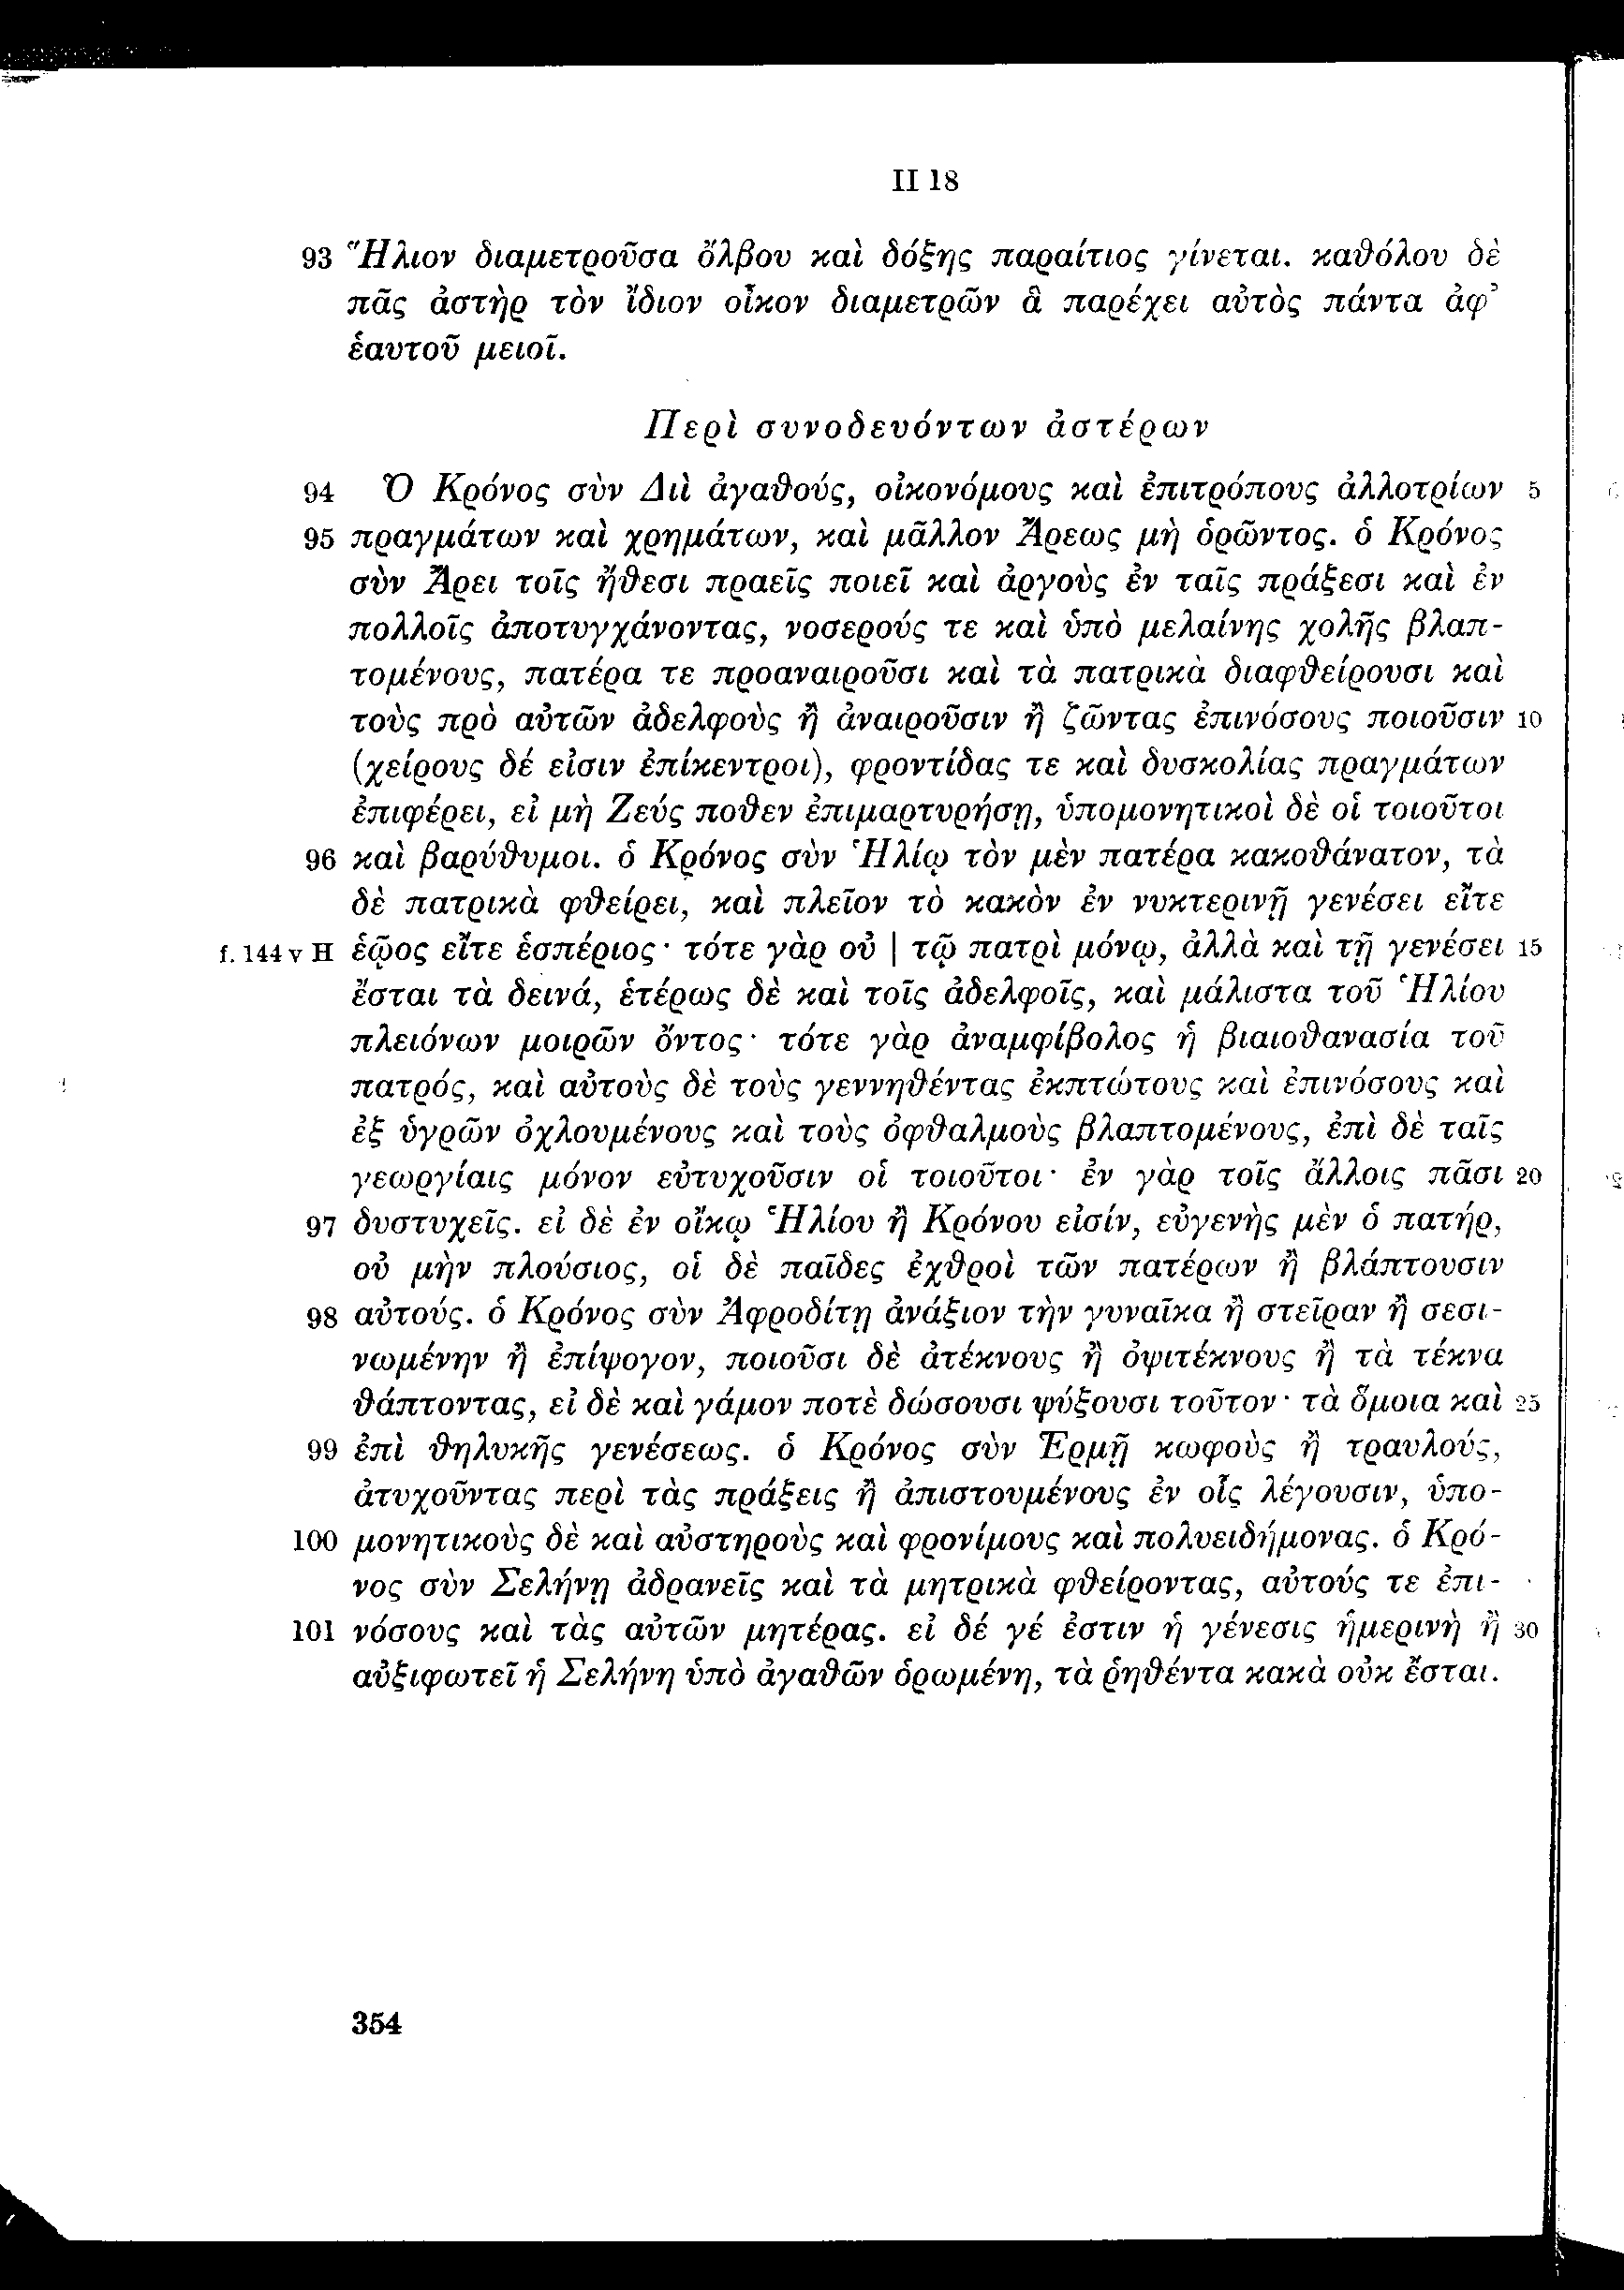 II 18
93 Ἥλιον διαμετροῦσα ὄλβου καὶ δόξης παραίτιος γίνεται. καθόλου δὲ
πᾶς ἀστὴρ τὸν ἴδιον οἶκον διαμετρῶν ἃ παρέχει αὐτὸς πάντα ἀφ’
ἑαυτοῦ μειοῖ.
Περὶ συνοδευόντων ἀστέρων
94 Ὁ Κρόνος σὺν Διὶ ἀγαθούς, οἰκονόμους καὶ ἐπιτρόπους ἀλλοτρίων 5
95 πραγμάτων καὶ χρημάτων, καὶ μᾶλλον Ἄρεως μὴ ὁρῶντος. ὁ Κρόνος
σὺν Ἄρει τοῖς ἤθεσι πραεῖς ποιεῖ καὶ ἀργοὺς ἐν ταῖς πράξεσι καὶ ἐν
πολλοῖς ἀποτυγχάνοντας, νοσερούς τε καὶ ὑπὸ μελαίνης χολῆς βλαπ-
τομένους, πατέρα τε προαναιροῦσι καὶ τὰ πατρικὰ διαφθείρουσι καὶ
τοὺς πρὸ αὐτῶν ἀδελφοὺς ἢ ἀναιροῦσιν ἢ ζῶντας ἐπινόσους ποιοῦσιν 10
(χείρους δέ εἰσιν ἐπίκεντροι), φροντίδας τε καὶ δυσκολίας πραγμάτων
ἐπιφέρει, εἰ μὴ Ζεύς ποθεν ἐπιμαρτυρήσῃ, ὑπομονητικοὶ δὲ οἱ τοιοῦτοι
96 καὶ βαρύθυμοι. ὁ Κρόνος σὺν Ἡλίῳ τὸν μὲν πατέρα κακοθάνατον, τὰ
δὲ πατρικὰ φθείρει, καὶ πλεῖον τὸ κακὸν ἐν νυκτερινῇ γενέσει εἴτε
f. 144 v H ἑῷος εἴτε ἑσπέριος· τότε γὰρ οὐ | τῷ πατρὶ μόνῳ, ἀλλὰ καὶ τῇ γενέσει 15
ἔσται τὰ δεινά, ἑτέρως δὲ καὶ τοῖς ἀδελφοῖς, καὶ μάλιστα τοῦ Ἡλίου
πλειόνων μοιρῶν ὄντος· τότε γὰρ ἀναμφίβολος ἡ βιαιοθανασία τοῦ
πατρός, καὶ αὐτοὺς δὲ τοὺς γεννηθέντας ἐκπτώτους καὶ ἐπινόσους καὶ
ἐξ ὑγρῶν ὀχλουμένους καὶ τοὺς ὀφθαλμοὺς βλαπτομένους, ἐπὶ δὲ ταῖς
γεωργίαις μόνον εὐτυχοῦσιν οἱ τοιοῦτοι· ἐν γὰρ τοῖς ἄλλοις πᾶσι 20
97 δυστυχεῖς. εἰ δὲ ἐν οἴκῳ Ἡλίου ἢ Κρόνου εἰσίν, εὐγενὴς μὲν ὁ πατήρ,
οὐ μὴν πλούσιος, οἱ δὲ παῖδες ἐχθροὶ τῶν πατέρων ἢ βλάπτουσιν
98 αὐτούς. ὁ Κρόνος σὺν Ἀφροδίτῃ ἀνάξιον τὴν γυναῖκα ἢ στεῖραν ἢ σεσι-
νωμένην ἢ ἐπίψογον, ποιοῦσι δὲ ἀτέκνους ἢ ὀψιτέκνους ἢ τὰ τέκνα
θάπτοντας, εἰ δὲ καὶ γάμον ποτὲ δώσουσι ψύξουσι τοῦτον· τὰ ὅμοια καὶ 25
99 ἐπὶ θηλυκῆς γενέσεως. ὁ Κρόνος σὺν Ἑρμῇ κωφοὺς ἢ τραυλούς,
ἀτυχοῦντας περὶ τὰς πράξεις ἢ ἀπιστουμένους ἐν οἷς λέγουσιν, ὑπο-
100 μονητικοὺς δὲ καὶ αὐστηροὺς καὶ φρονίμους καὶ πολυειδήμονας. ὁ Κρό-
νος σὺν Σελήνῃ ἀδρανεῖς καὶ τὰ μητρικὰ φθείροντας, αὐτούς τε ἐπι-
101 νόσους καὶ τὰς αὐτῶν μητέρας. εἰ δέ γέ ἐστιν ἡ γένεσις ἡμερινὴ ἢ 30
αὐξιφωτεῖ ἡ Σελήνη ὑπὸ ἀγαθῶν ὁρωμένη, τὰ ῥηθέντα κακὰ οὐκ ἔσται.
354